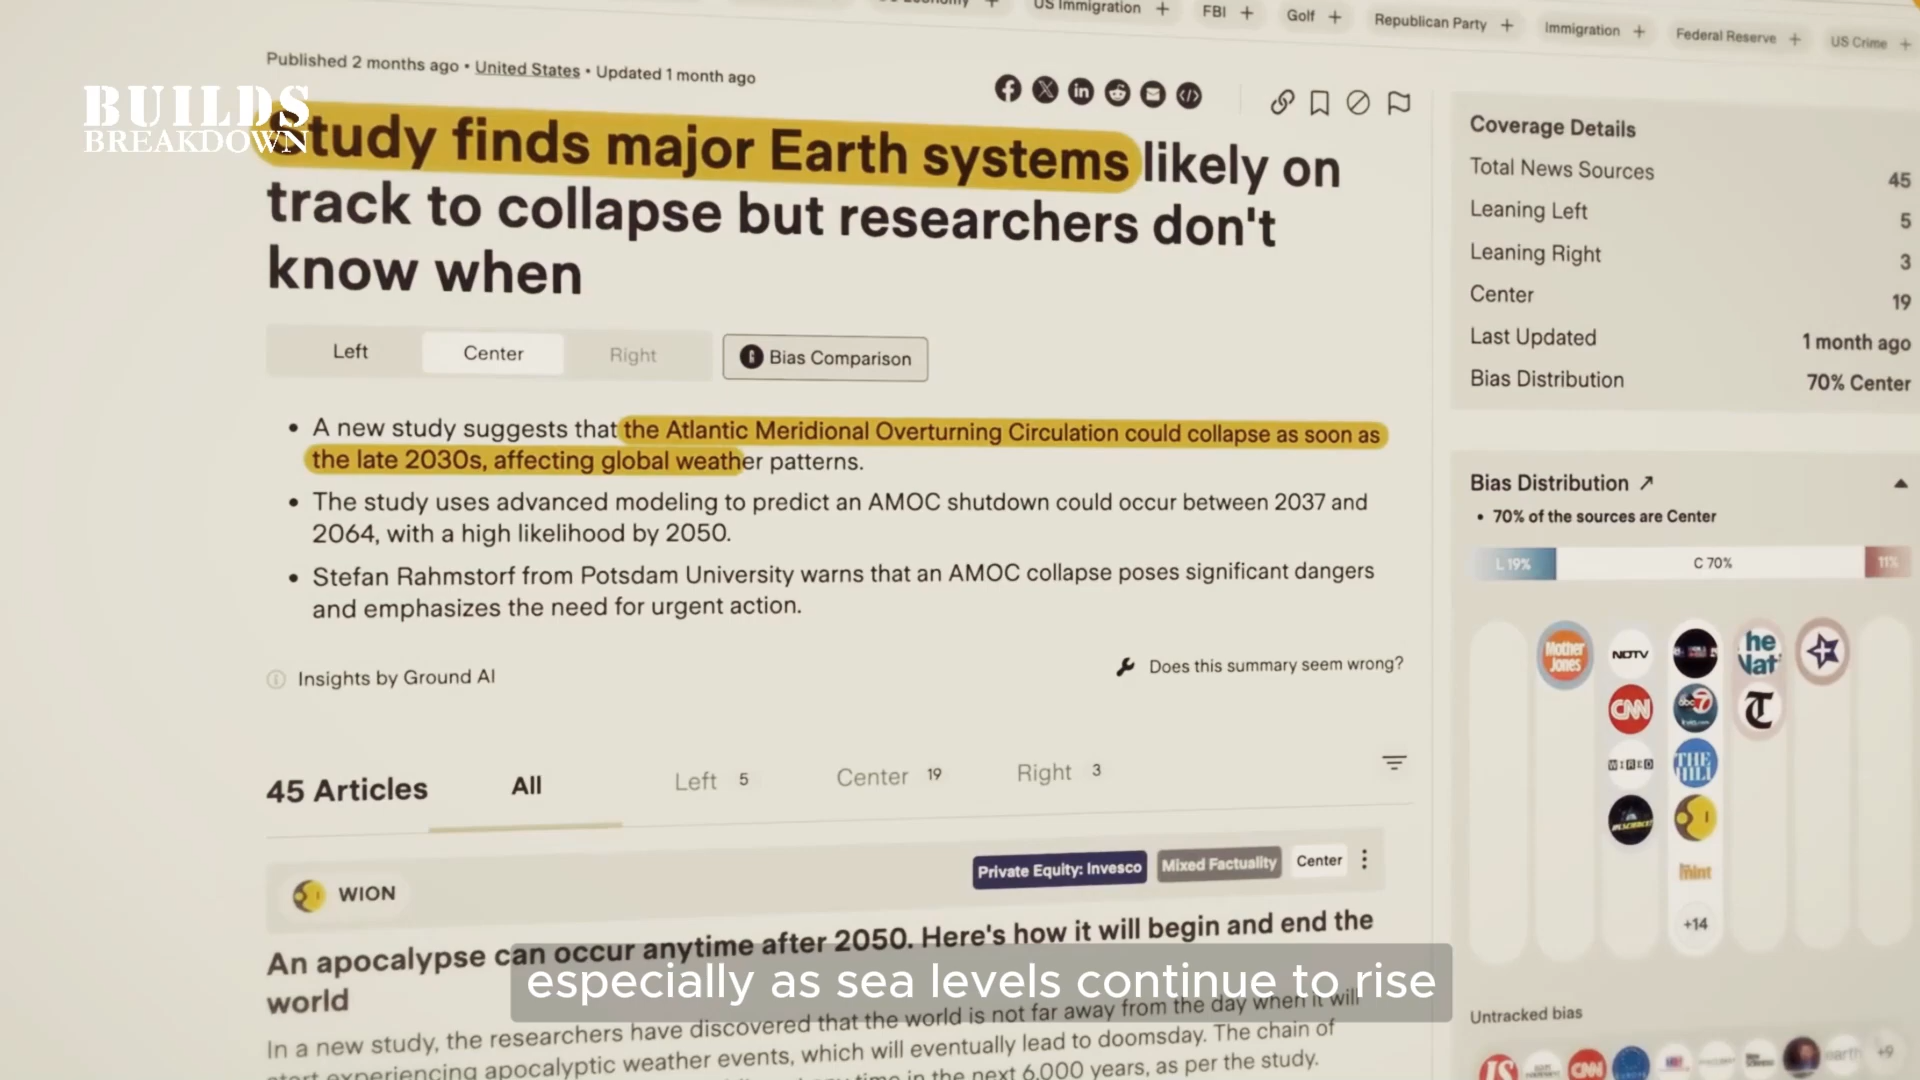 US Immigration +
FBI +
Golf +
Republican Party +
Immigration +
Federal Reserve +
US Crime +
Published 2 months ago • United States • Updated 1 month ago
BUILDS
BREAKDOWN
Study finds major Earth systems likely on
track to collapse but researchers don't
know when
Left
Center
Right
Bias Comparison
• A new study suggests that the Atlantic Meridional Overturning Circulation could collapse as soon as
the late 2030s, affecting global weather patterns.
• The study uses advanced modeling to predict an AMOC shutdown could occur between 2037 and
2064, with a high likelihood by 2050.
• Stefan Rahmstorf from Potsdam University warns that an AMOC collapse poses significant dangers
and emphasizes the need for urgent action.
Insights by Ground AI
Does this summary seem wrong?
45 Articles
All
Left 5
Center 19
Right 3
WION
Private Equity: Invesco
Mixed Factuality
Center
An apocalypse can occur anytime after 2050. Here's how it will begin and end the
world
In a new study, the researchers have discovered that the world is not far away from the day when it will
start experiencing apocalyptic weather events, which will eventually lead to doomsday. The chain of
time in the next 6,000 years, as per the study.
especially as sea levels continue to rise
Coverage Details
Total News Sources 45
Leaning Left 5
Leaning Right 3
Center 19
Last Updated 1 month ago
Bias Distribution 70% Center
Bias Distribution
• 70% of the sources are Center
L 19%
C 70%
11%
Mother
Jones
NDTV
he
Nat
CNN
abc 7
T
WIRED
THE
HILL
mint
+14
Untracked bias
CNN
earth
+9